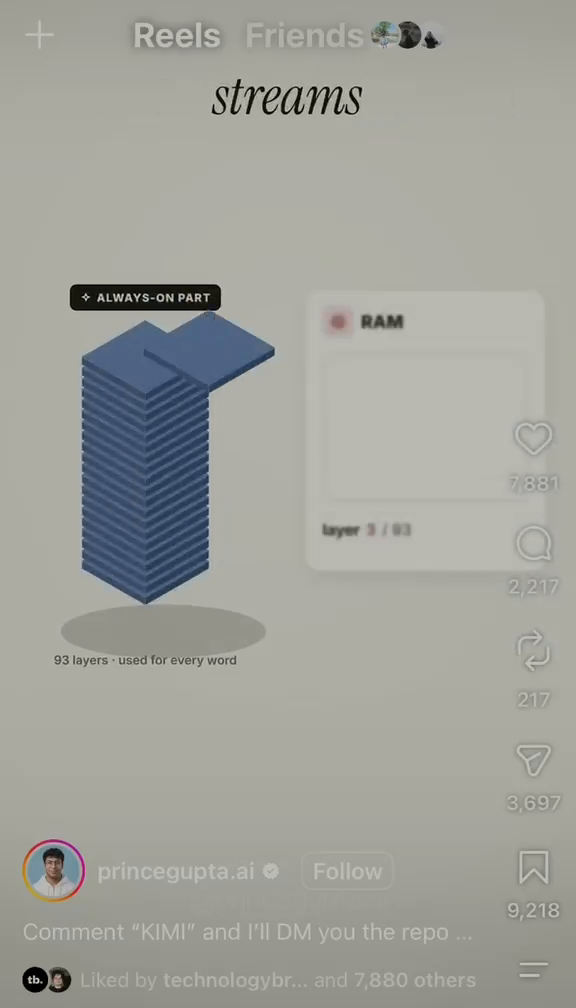 Reels Friends
streams
ALWAYS-ON PART
RAM
layer 3 / 93
93 layers · used for every word
7,881
2,217
217
3,697
9,218
princegupta.ai Follow
Comment “KIMI” and I’ll DM you the repo ...
tb. Liked by technologybr... and 7,880 others